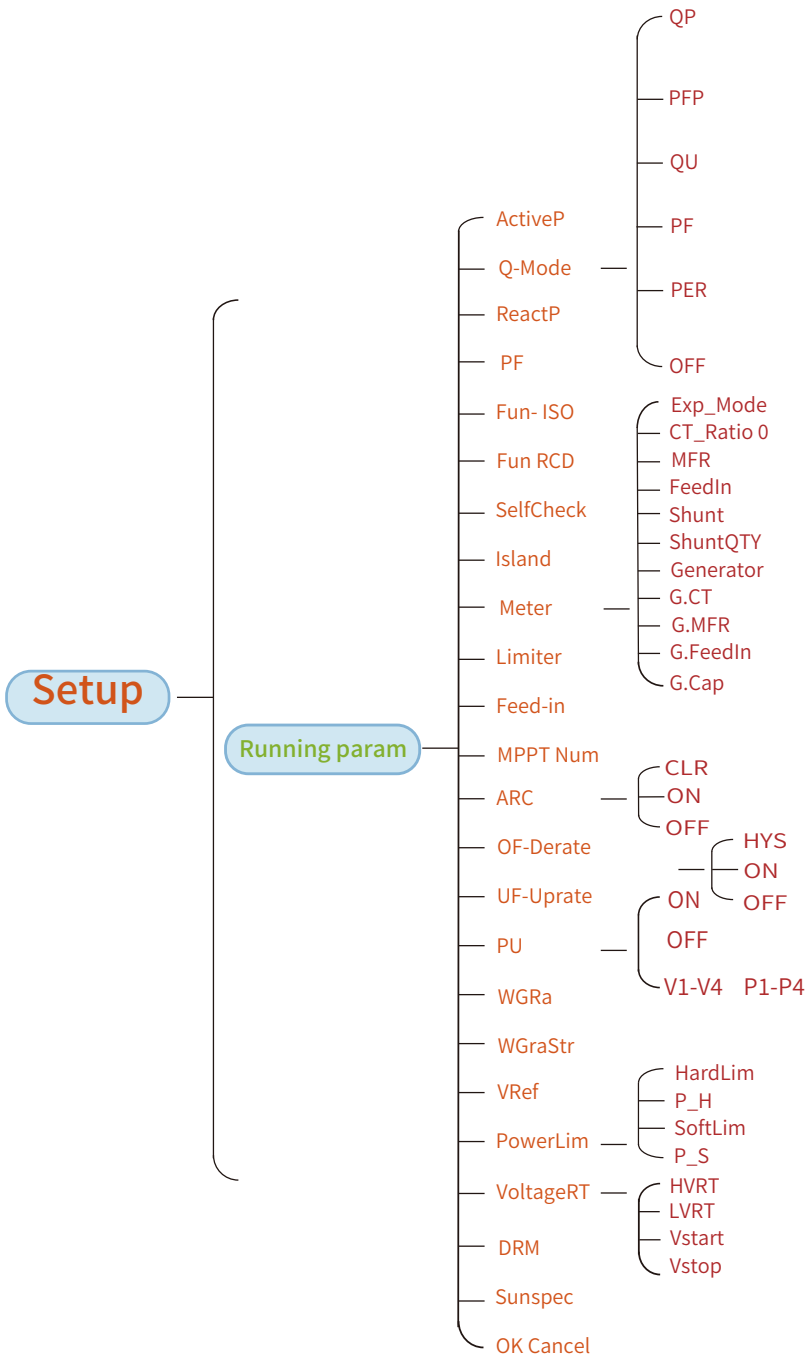 Setup
Running param
ActiveP
Q-Mode
QP
PFP
QU
PF
PER
OFF
ReactP
PF
Fun- ISO
Fun RCD
SelfCheck
Island
Meter
Exp_Mode
CT_Ratio 0
MFR
FeedIn
Shunt
ShuntQTY
Generator
G.CT
G.MFR
G.FeedIn
G.Cap
Limiter
Feed-in
MPPT Num
ARC
CLR
ON
OFF
OF-Derate
UF-Uprate
HYS
ON
OFF
PU
ON
OFF
V1-V4 P1-P4
WGRa
WGraStr
VRef
PowerLim
HardLim
P_H
SoftLim
P_S
VoltageRT
HVRT
LVRT
Vstart
Vstop
DRM
Sunspec
OK Cancel